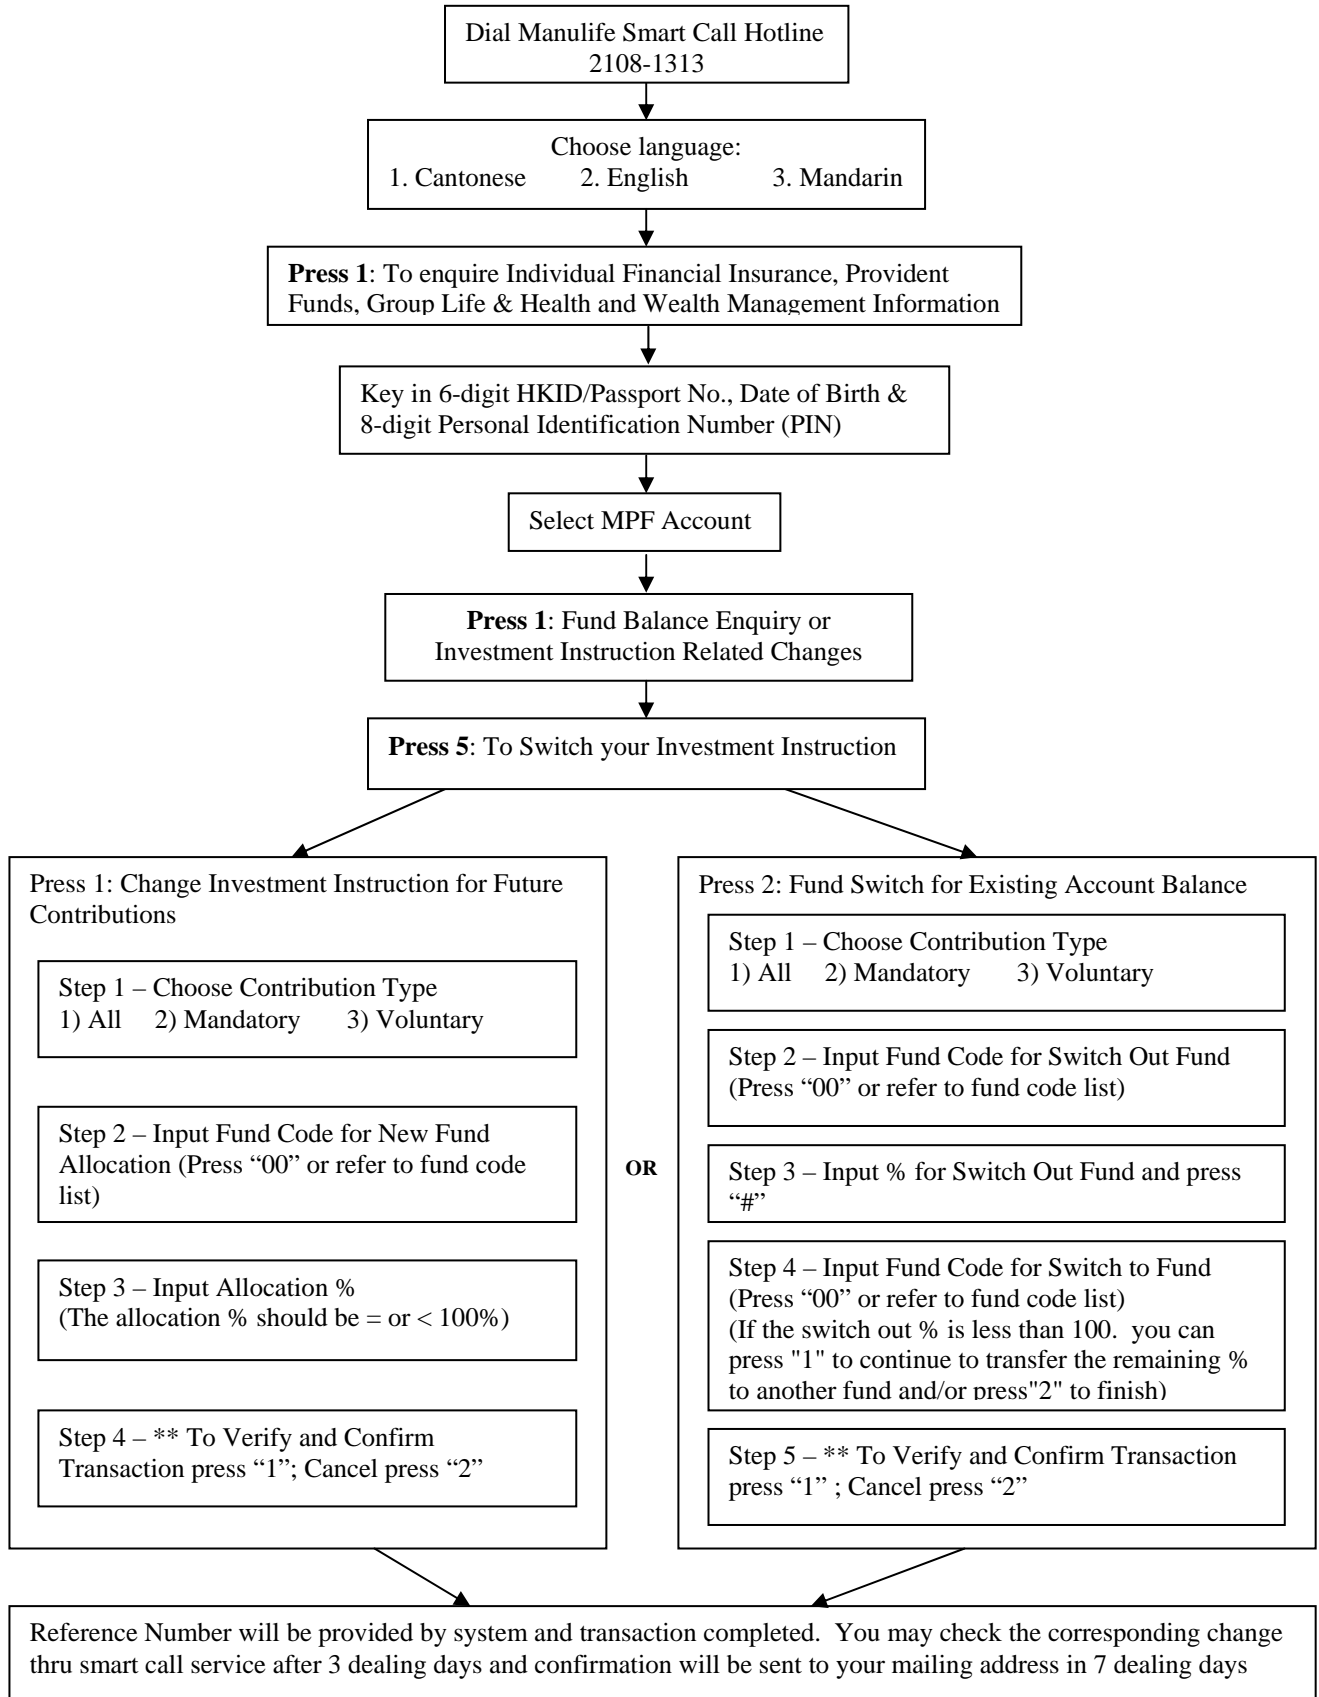 Dial Manulife Smart Call Hotline
2108-1313
Choose language:
1. Cantonese 2. English 3. Mandarin
Press 1: To enquire Individual Financial Insurance, Provident
Funds, Group Life & Health and Wealth Management Information
Key in 6-digit HKID/Passport No., Date of Birth &
8-digit Personal Identification Number (PIN)
Select MPF Account
Press 1: Fund Balance Enquiry or
Investment Instruction Related Changes
Press 5: To Switch your Investment Instruction
Press 1: Change Investment Instruction for Future
Contributions
Step 1 – Choose Contribution Type
1) All 2) Mandatory 3) Voluntary
Step 2 – Input Fund Code for New Fund
Allocation (Press “00” or refer to fund code
list)
Step 3 – Input Allocation %
(The allocation % should be = or < 100%)
Step 4 – ** To Verify and Confirm
Transaction press “1”; Cancel press “2”
OR
Press 2: Fund Switch for Existing Account Balance
Step 1 – Choose Contribution Type
1) All 2) Mandatory 3) Voluntary
Step 2 – Input Fund Code for Switch Out Fund
(Press “00” or refer to fund code list)
Step 3 – Input % for Switch Out Fund and press
“#”
Step 4 – Input Fund Code for Switch to Fund
(Press “00” or refer to fund code list)
(If the switch out % is less than 100. you can
press "1" to continue to transfer the remaining %
to another fund and/or press"2" to finish)
Step 5 – ** To Verify and Confirm Transaction
press “1” ; Cancel press “2”
Reference Number will be provided by system and transaction completed. You may check the corresponding change
thru smart call service after 3 dealing days and confirmation will be sent to your mailing address in 7 dealing days